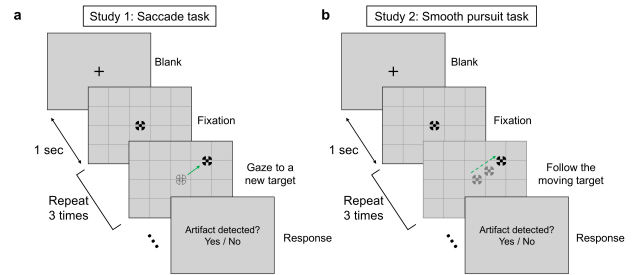 a
Study 1: Saccade task
Blank
Fixation
1 sec
Gaze to a
new target
Repeat
3 times
Artifact detected?
Yes / No
Response
b
Study 2: Smooth pursuit task
Blank
Fixation
1 sec
Follow the
moving target
Repeat
3 times
Artifact detected?
Yes / No
Response